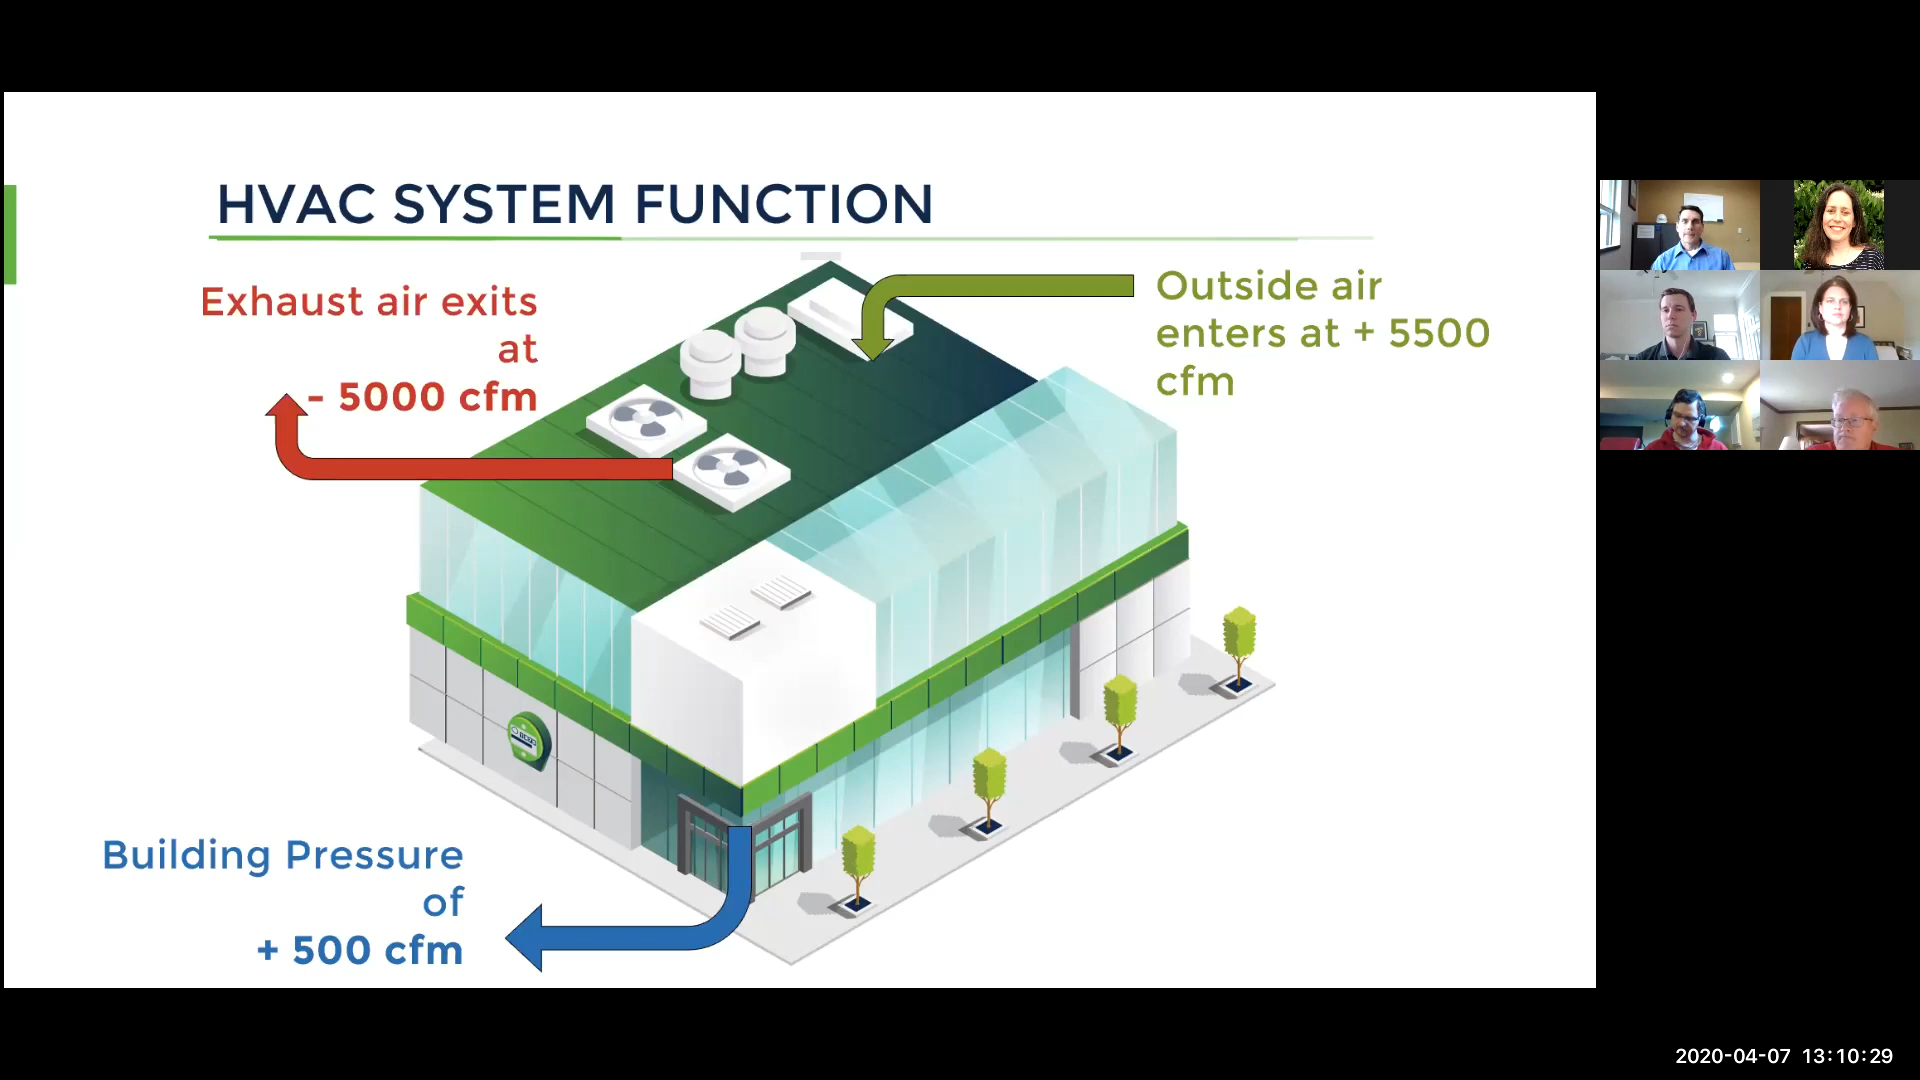 HVAC SYSTEM FUNCTION
Exhaust air exits
at
- 5000 cfm
Outside air
enters at + 5500
cfm
Building Pressure
of
+ 500 cfm
2020-04-07 13:10:29